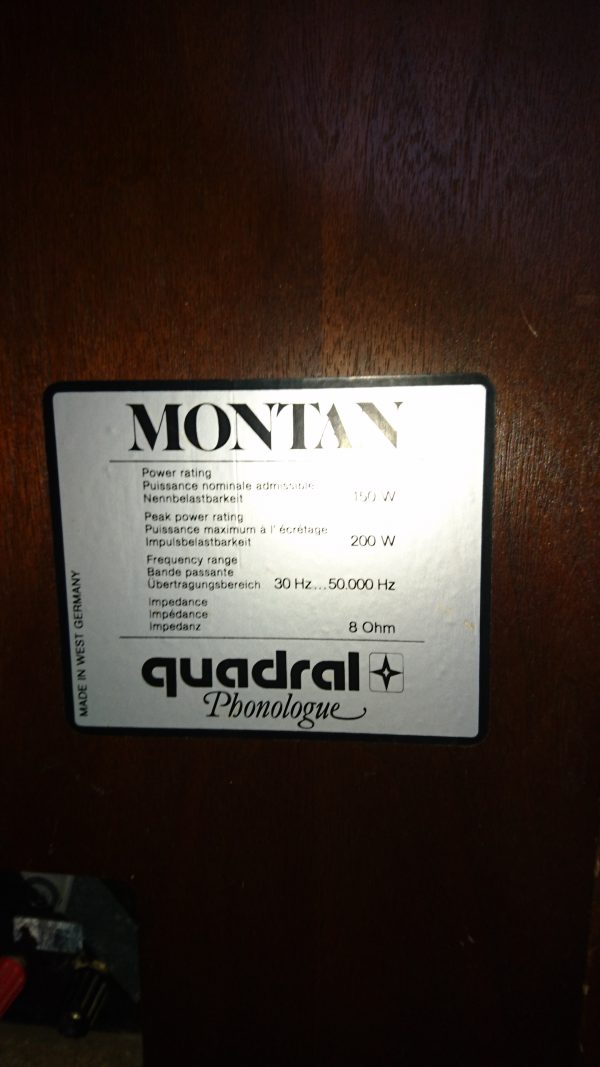 MONTAN
Power rating
Puissance nominale admissible
Nennbelastbarkeit 150 W
Peak power rating
Puissance maximum à l' écrêtage
Impulsbelastbarkeit 200 W
Frequency range
Bande passante
Übertragungsbereich 30 Hz...50.000 Hz
Impedance
Impédance
Impedanz 8 Ohm
MADE IN WEST GERMANY
quadral
Phonologue